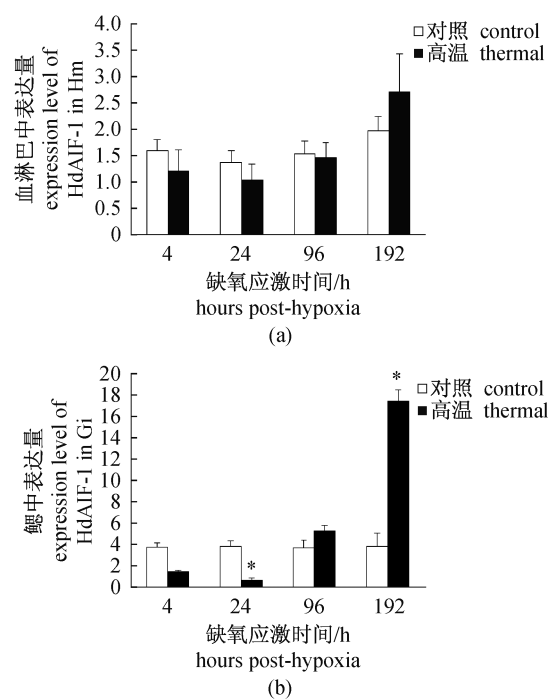 4.0
3.5
3.0
2.5
2.0
1.5
1.0
0.5
0
血淋巴中表达量
expression level of
HdAIF-1 in Hm
对照 control
高温 thermal
4 24 96 192
缺氧应激时间/h
hours post-hypoxia
(a)
20
18
16
14
12
10
8
6
4
2
0
鳃中表达量
expression level of
HdAIF-1 in Gi
对照 control
高温 thermal
*
*
4 24 96 192
缺氧应激时间/h
hours post-hypoxia
(b)